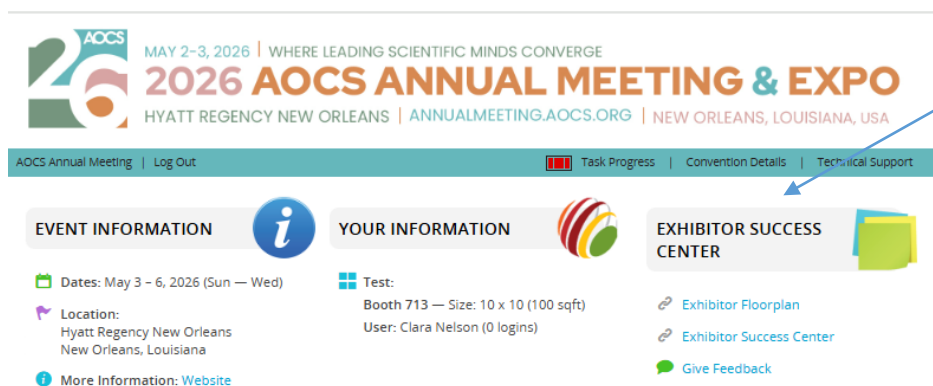 AOCS
26
MAY 2-3, 2026 | WHERE LEADING SCIENTIFIC MINDS CONVERGE
2026 AOCS ANNUAL MEETING & EXPO
HYATT REGENCY NEW ORLEANS | ANNUALMEETING.AOCS.ORG | NEW ORLEANS, LOUISIANA, USA
AOCS Annual Meeting | Log Out
Task Progress | Convention Details | Technical Support
EVENT INFORMATION
i
Dates: May 3 – 6, 2026 (Sun — Wed)
Location:
Hyatt Regency New Orleans
New Orleans, Louisiana
i More Information: Website
YOUR INFORMATION
Test:
Booth 713 — Size: 10 x 10 (100 sqft)
User: Clara Nelson (0 logins)
EXHIBITOR SUCCESS
CENTER
Exhibitor Floorplan
Exhibitor Success Center
Give Feedback